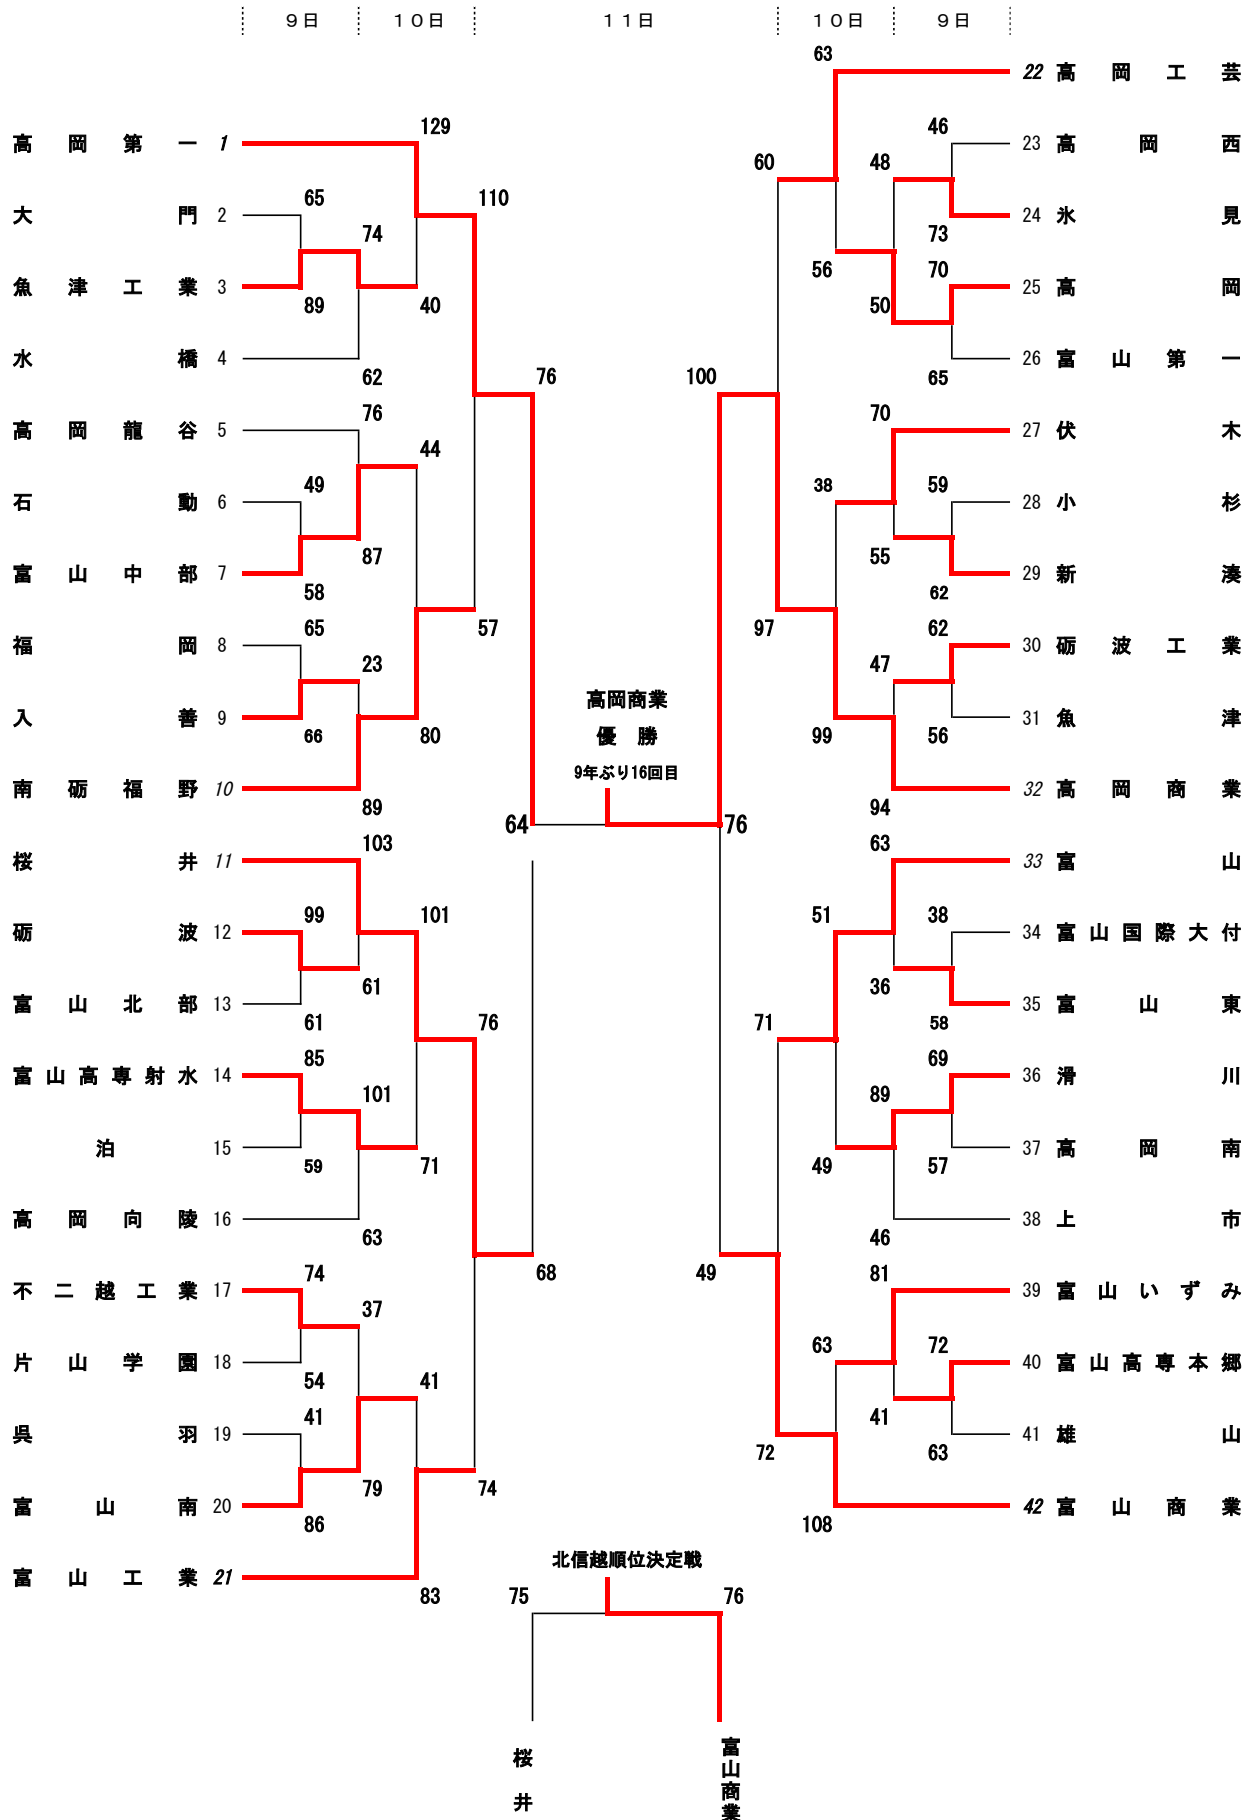 ９日 １０日 １１日 １０日 ９日
高岡第一 1
大門 2
魚津工業 3
水橋 4
高岡龍谷 5
石動 6
富山中部 7
福岡 8
入善 9
南砺福野 10
桜井 11
砺波 12
富山北部 13
富山高専射水 14
泊 15
高岡向陵 16
不二越工業 17
片山学園 18
呉羽 19
富山南 20
富山工業 21
129
65
74
110
89
40
62
76
76
44
49
87
58
65
57
23
66
80
89
64
103
99
101
61
61
76
85
101
59
71
63
68
74
37
54
41
41
79
74
86
83
高岡商業
優勝
9年ぶり16回目
63
46
60
48
73
56
70
50
65
100
70
38
59
55
62
97
62
47
99
56
94
76
63
51
38
36
58
71
69
89
49
57
46
49
81
63
72
41
72
63
108
22 高岡工芸
23 高岡西
24 氷見
25 高岡
26 富山第一
27 伏木
28 小杉
29 新湊
30 砺波工業
31 魚津
32 高岡商業
33 富山
34 富山国際大付
35 富山東
36 滑川
37 高岡南
38 上市
39 富山いずみ
40 富山高専本郷
41 雄山
42 富山商業
北信越順位決定戦
75 76
桜井
富山商業